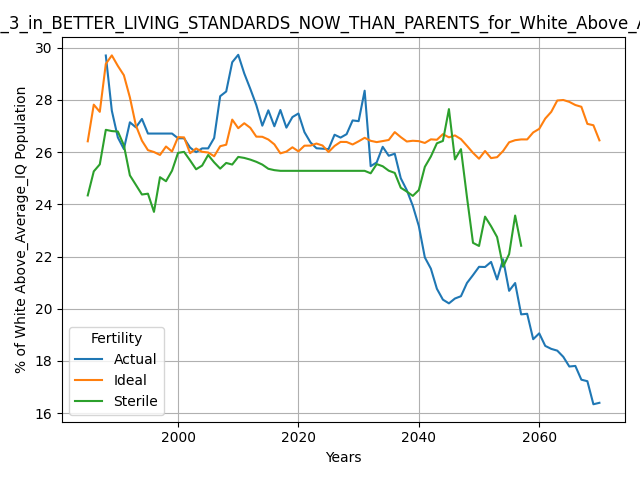 _3_in_BETTER_LIVING_STANDARDS_NOW_THAN_PARENTS_for_White_Above_A
30
28
26
24
22
20
18
16
% of White Above_Average_IQ Population
Fertility
Actual
Ideal
Sterile
2000
2020
2040
2060
Years